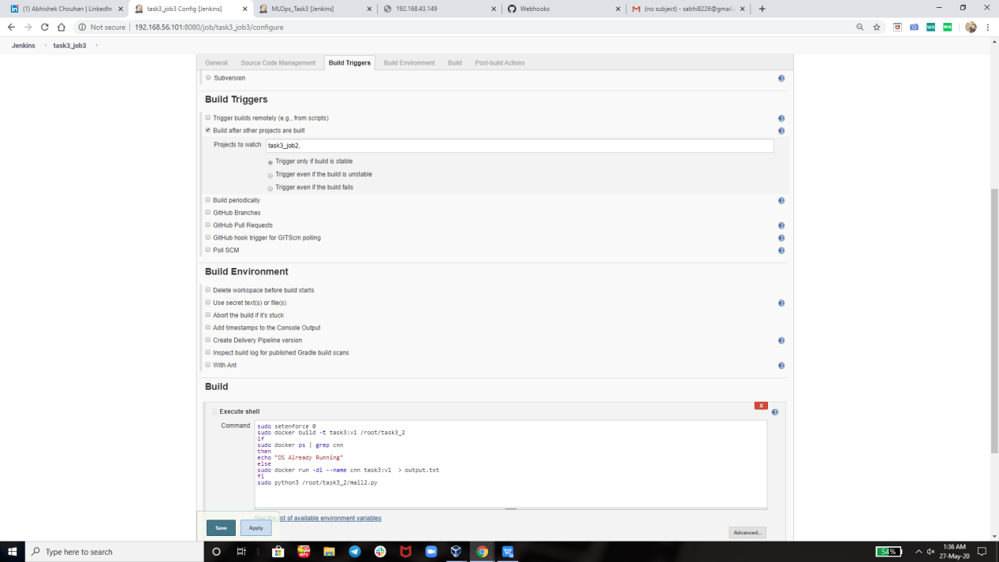 (1) Abhishek Chouhan | LinkedIn
task3_job3 Config [Jenkins]
MLOps_Task3 [Jenkins]
192.168.43.149
Webhooks
(no subject) - sabhi8226@gmail.
Not secure | 192.168.56.101:8080/job/task3_job3/configure
Jenkins
task3_job3
General
Source Code Management
Build Triggers
Build Environment
Build
Post-build Actions
Subversion
Build Triggers
Trigger builds remotely (e.g., from scripts)
Build after other projects are built
Projects to watch
task3_job2,
Trigger only if build is stable
Trigger even if the build is unstable
Trigger even if the build fails
Build periodically
GitHub Branches
GitHub Pull Requests
GitHub hook trigger for GITScm polling
Poll SCM
Build Environment
Delete workspace before build starts
Use secret text(s) or file(s)
Abort the build if it's stuck
Add timestamps to the Console Output
Create Delivery Pipeline version
Inspect build log for published Gradle build scans
With Ant
Build
X
Execute shell
Command
sudo setenforce 0
sudo docker build -t task3:v1 /root/task3_2
if
sudo docker ps | grep cnn
then
echo "OS Already Running"
else
sudo docker run -di --name cnn task3:v1  > output.txt
fi
sudo python3 /root/task3_2/mail2.py
See the list of available environment variables
Save
Apply
Advanced...
Type here to search
54%
1:36 AM
27-May-20